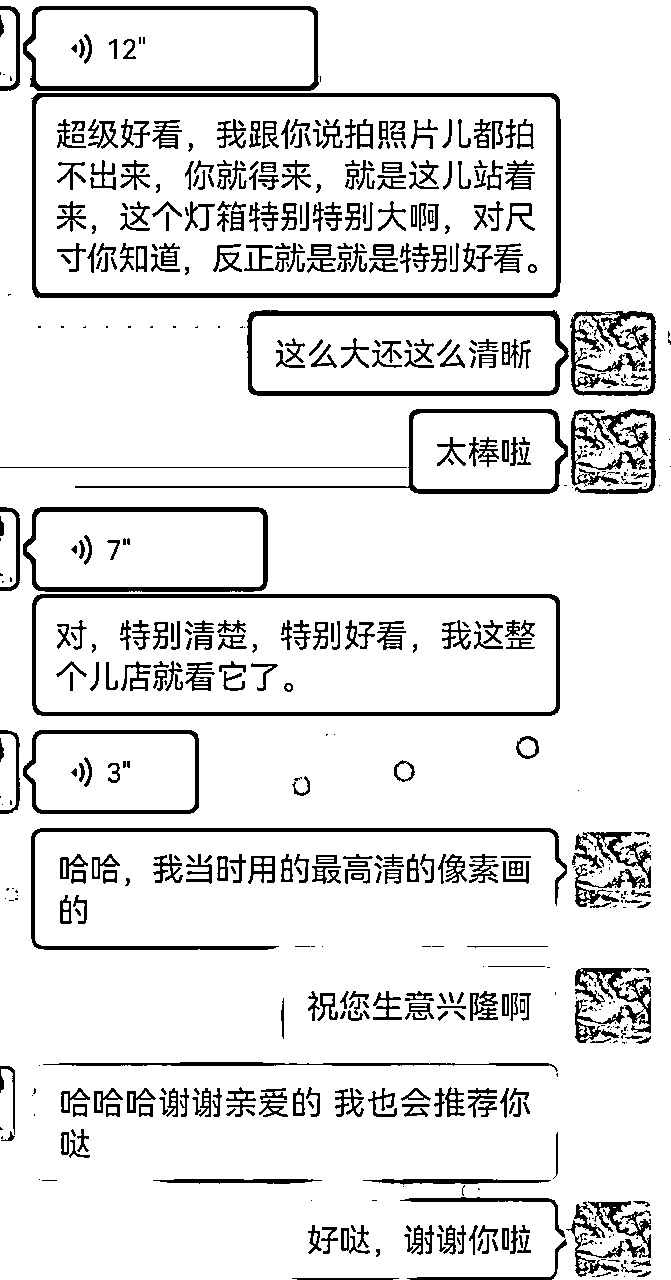 12"
超级好看，我跟你说拍照片儿都拍
不出来，你就得来，就是这儿站着
来，这个灯箱特别特别大啊，对尺
寸你知道，反正就是就是特别好看。
这么大还这么清晰
太棒啦
7"
对，特别清楚，特别好看，我这整
个儿店就看它了。
3"
哈哈，我当时用的最高清的像素画
的
祝您生意兴隆啊
哈哈哈谢谢亲爱的 我也会推荐你
哒
好哒，谢谢你啦